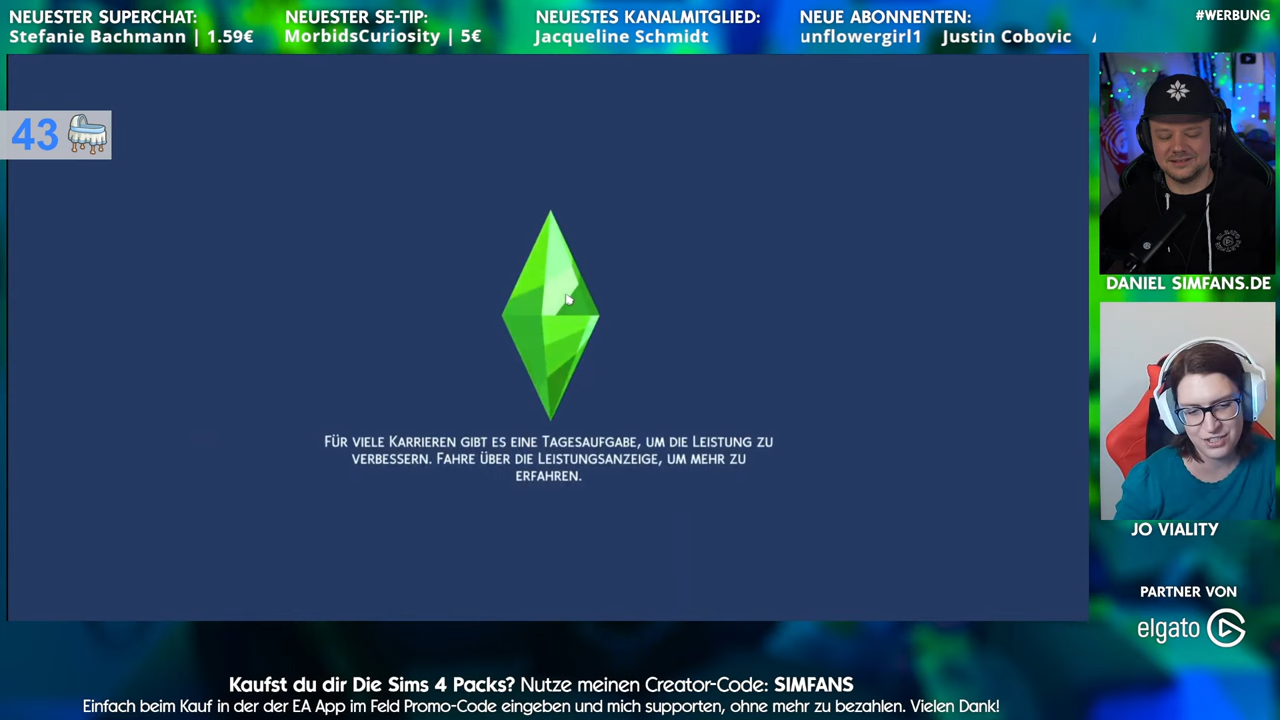 NEUESTER SUPERCHAT:
Stefanie Bachmann | 1.59€
NEUESTER SE-TIP:
MorbidsCuriosity | 5€
NEUESTES KANALMITGLIED:
Jacqueline Schmidt
NEUE ABONNENTEN:
unflowergirl1 Justin Cobovic
#WERBUNG
43
FÜR VIELE KARRIEREN GIBT ES EINE TAGESAUFGABE, UM DIE LEISTUNG ZU
VERBESSERN. FAHRE ÜBER DIE LEISTUNGSANZEIGE, UM MEHR ZU
ERFAHREN.
DANIEL SIMFANS.DE
JO VIALITY
PARTNER VON
elgato
Kaufst du dir Die Sims 4 Packs? Nutze meinen Creator-Code: SIMFANS
Einfach beim Kauf in der der EA App im Feld Promo-Code eingeben und mich supporten, ohne mehr zu bezahlen. Vielen Dank!